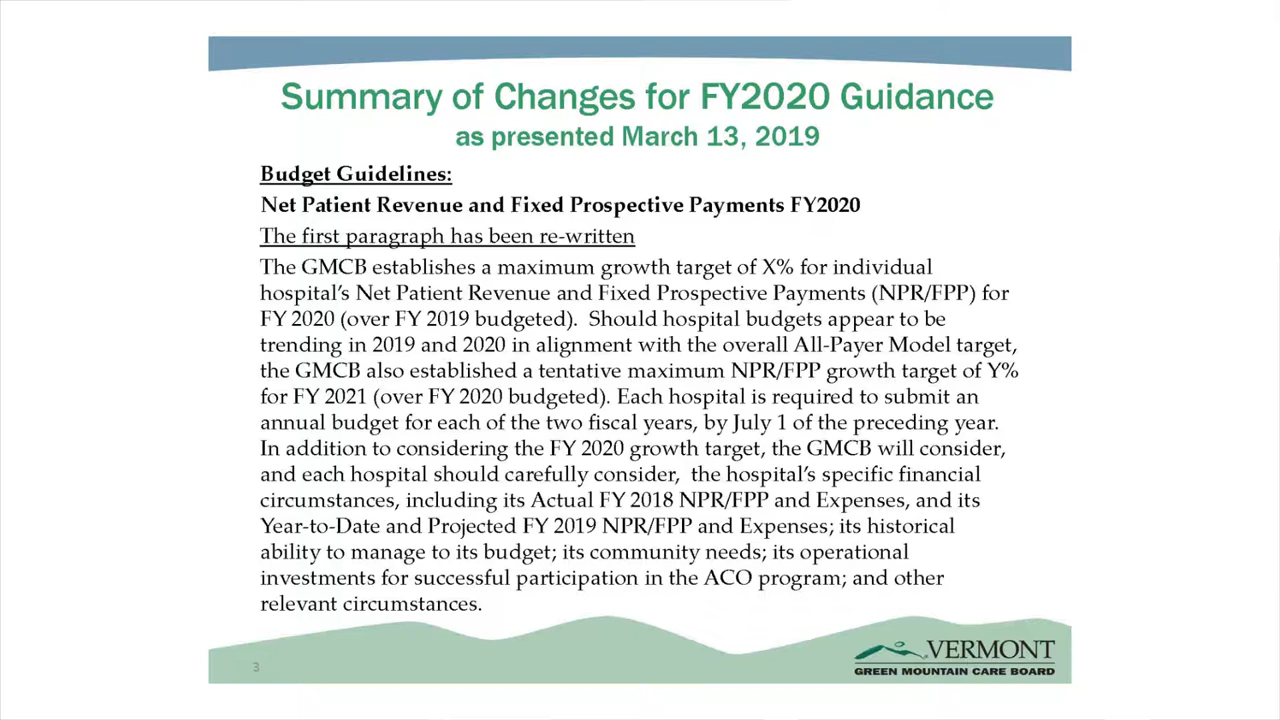 Summary of Changes for FY2020 Guidance
as presented March 13, 2019
Budget Guidelines:
Net Patient Revenue and Fixed Prospective Payments FY2020
The first paragraph has been re-written
The GMCB establishes a maximum growth target of X% for individual
hospital's Net Patient Revenue and Fixed Prospective Payments (NPR/FPP) for
FY 2020 (over FY 2019 budgeted).  Should hospital budgets appear to be
trending in 2019 and 2020 in alignment with the overall All-Payer Model target,
the GMCB also established a tentative maximum NPR/FPP growth target of Y%
for FY 2021 (over FY 2020 budgeted). Each hospital is required to submit an
annual budget for each of the two fiscal years, by July 1 of the preceding year.
In addition to considering the FY 2020 growth target, the GMCB will consider,
and each hospital should carefully consider,  the hospital's specific financial
circumstances, including its Actual FY 2018 NPR/FPP and Expenses, and its
Year-to-Date and Projected FY 2019 NPR/FPP and Expenses; its historical
ability to manage to its budget; its community needs; its operational
investments for successful participation in the ACO program; and other
relevant circumstances.
3
VERMONT
GREEN MOUNTAIN CARE BOARD